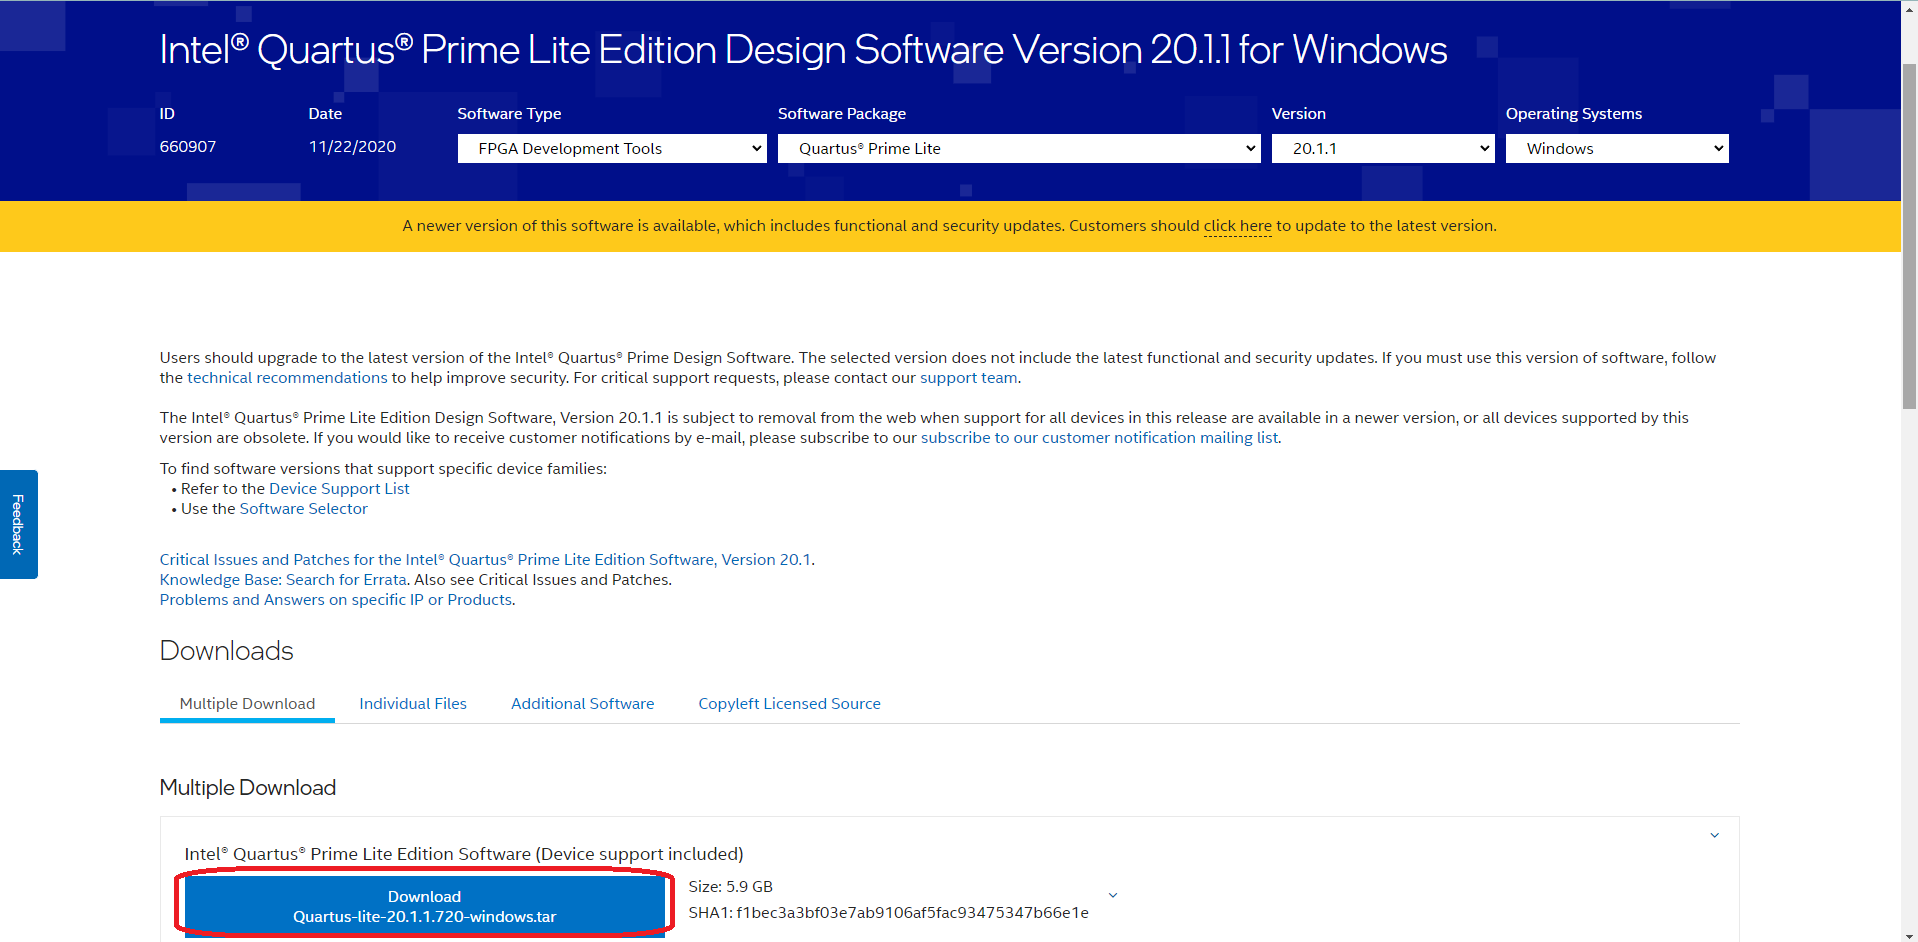 Intel® Quartus® Prime Lite Edition Design Software Version 20.1.1 for Windows
ID
Date
Software Type
Software Package
Version
Operating Systems
660907
11/22/2020
FPGA Development Tools
Quartus® Prime Lite
20.1.1
Windows
A newer version of this software is available, which includes functional and security updates. Customers should click here to update to the latest version.
Users should upgrade to the latest version of the Intel® Quartus® Prime Design Software. The selected version does not include the latest functional and security updates. If you must use this version of software, follow
the technical recommendations to help improve security. For critical support requests, please contact our support team.
The Intel® Quartus® Prime Lite Edition Design Software, Version 20.1.1 is subject to removal from the web when support for all devices in this release are available in a newer version, or all devices supported by this
version are obsolete. If you would like to receive customer notifications by e-mail, please subscribe to our subscribe to our customer notification mailing list.
To find software versions that support specific device families:
• Refer to the Device Support List
• Use the Software Selector
Feedback
Critical Issues and Patches for the Intel® Quartus® Prime Lite Edition Software, Version 20.1.
Knowledge Base: Search for Errata. Also see Critical Issues and Patches.
Problems and Answers on specific IP or Products.
Downloads
Multiple Download
Individual Files
Additional Software
Copyleft Licensed Source
Multiple Download
Intel® Quartus® Prime Lite Edition Software (Device support included)
Download
Quartus-lite-20.1.1.720-windows.tar
Size: 5.9 GB
SHA1: f1bec3a3bf03e7ab9106af5fac93475347b66e1e